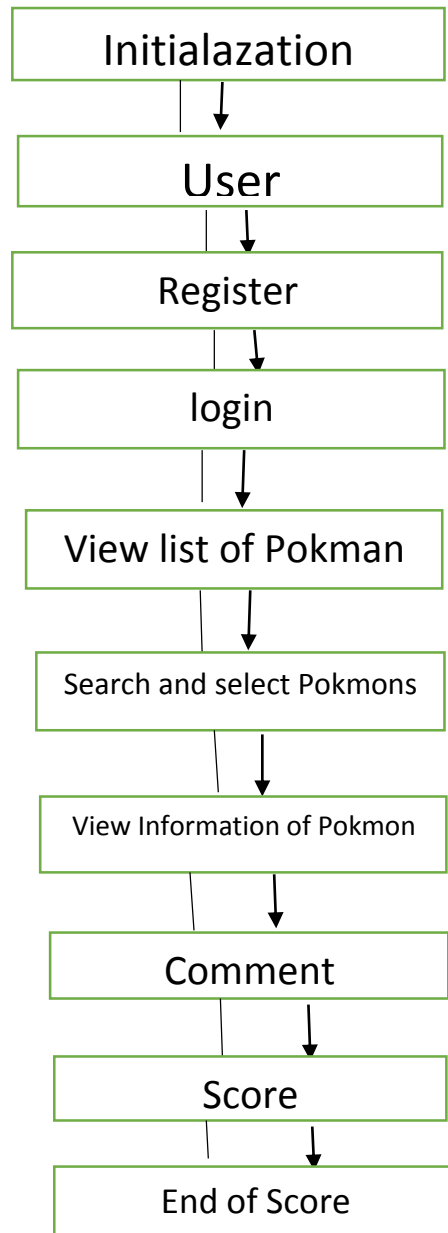 Initialazation
User
Register
login
View list of Pokman
Search and select Pokmons
View Information of Pokmon
Comment
Score
End of Score